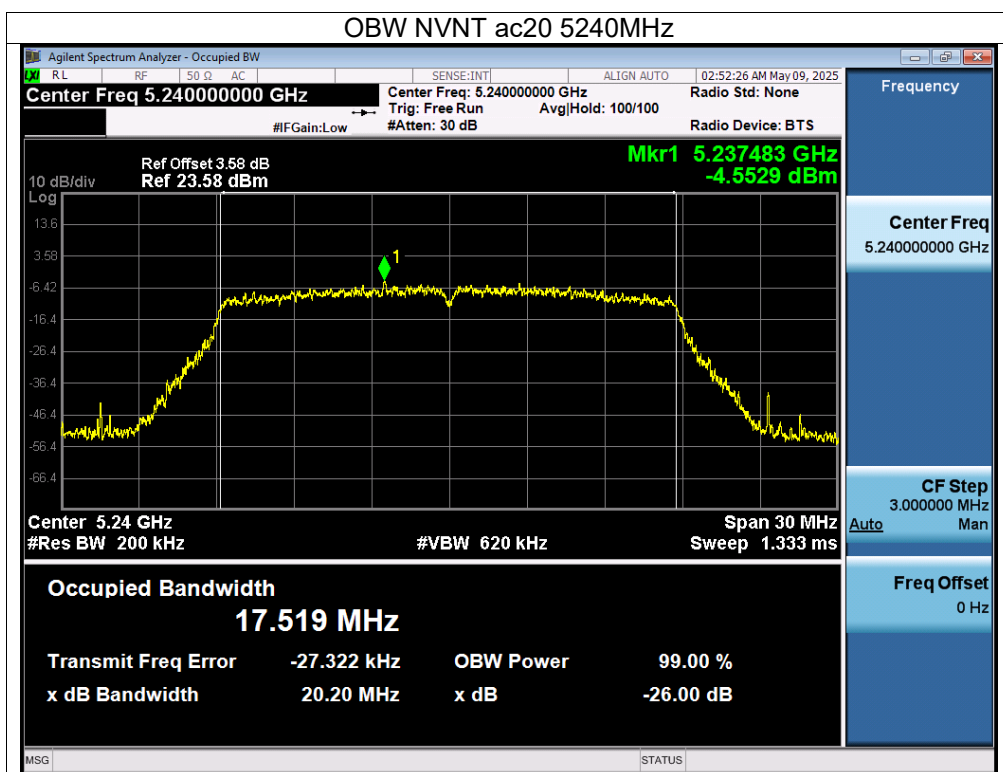 OBW NVNT ac20 5240MHz
Agilent Spectrum Analyzer - Occupied BW
LXI RL RF 50 Ω AC SENSE:INT ALIGN AUTO 02:52:26 AM May 09, 2025
Center Freq 5.240000000 GHz
Center Freq: 5.240000000 GHz Radio Std: None
Trig: Free Run Avg|Hold: 100/100
#IFGain:Low #Atten: 30 dB Radio Device: BTS
Mkr1 5.237483 GHz
-4.5529 dBm
Ref Offset 3.58 dB
10 dB/div Ref 23.58 dBm
Log
13.6
3.58
-6.42
-16.4
-26.4
-36.4
-46.4
-56.4
-66.4
1
Center 5.24 GHz Span 30 MHz
#Res BW 200 kHz #VBW 620 kHz Sweep 1.333 ms
Occupied Bandwidth
17.519 MHz
Transmit Freq Error -27.322 kHz OBW Power 99.00 %
x dB Bandwidth 20.20 MHz x dB -26.00 dB
MSG STATUS
Frequency
Center Freq
5.240000000 GHz
CF Step
3.000000 MHz
Auto Man
Freq Offset
0 Hz